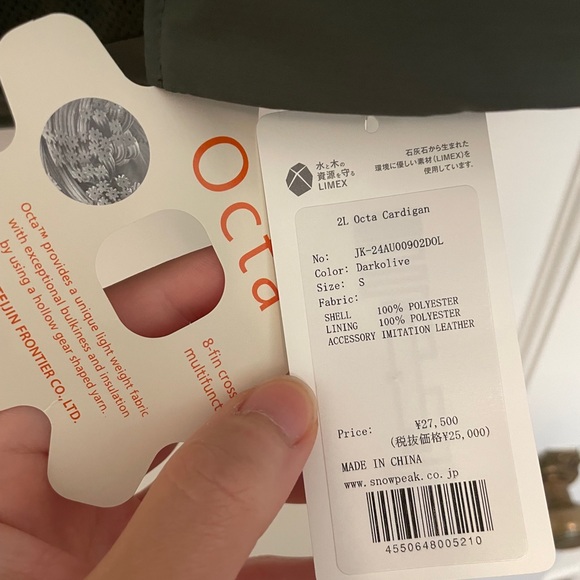 Octa
Octa™ provides a unique light weight fabric
with exceptional bulkiness and insulation
by using a hollow gear shaped yarn.
TEIJIN FRONTIER CO., LTD.
8-fin cross
multifunct
水と木の
資源を守る
LIMEX
石灰石から生まれた
環境に優しい素材(LIMEX)を
使用しています.
2L Octa Cardigan
No: JK-24AU00902DOL
Color: Darkolive
Size: S
Fabric:
SHELL 100% POLYESTER
LINING 100% POLYESTER
ACCESSORY IMITATION LEATHER
Price: ¥27,500
(税抜価格¥25,000)
MADE IN CHINA
www.snowpeak.co.jp
4550648005210